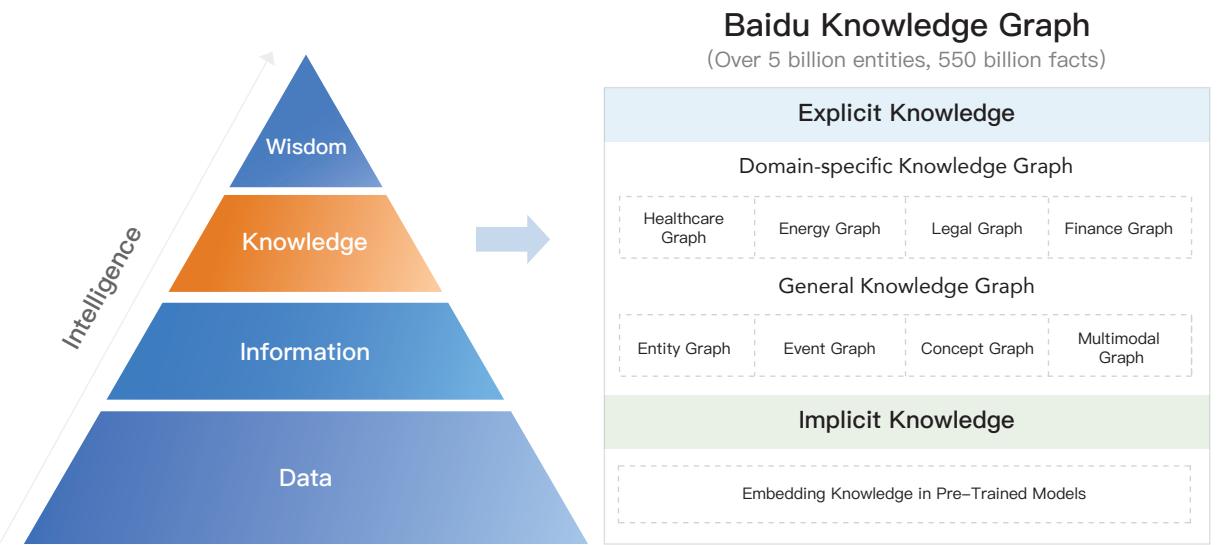 Intelligence
Wisdom
Knowledge
Information
Data
Baidu Knowledge Graph
(Over 5 billion entities, 550 billion facts)
Explicit Knowledge
Domain-specific Knowledge Graph
Healthcare
Graph
Energy Graph
Legal Graph
Finance Graph
General Knowledge Graph
Entity Graph
Event Graph
Concept Graph
Multimodal
Graph
Implicit Knowledge
Embedding Knowledge in Pre-Trained Models